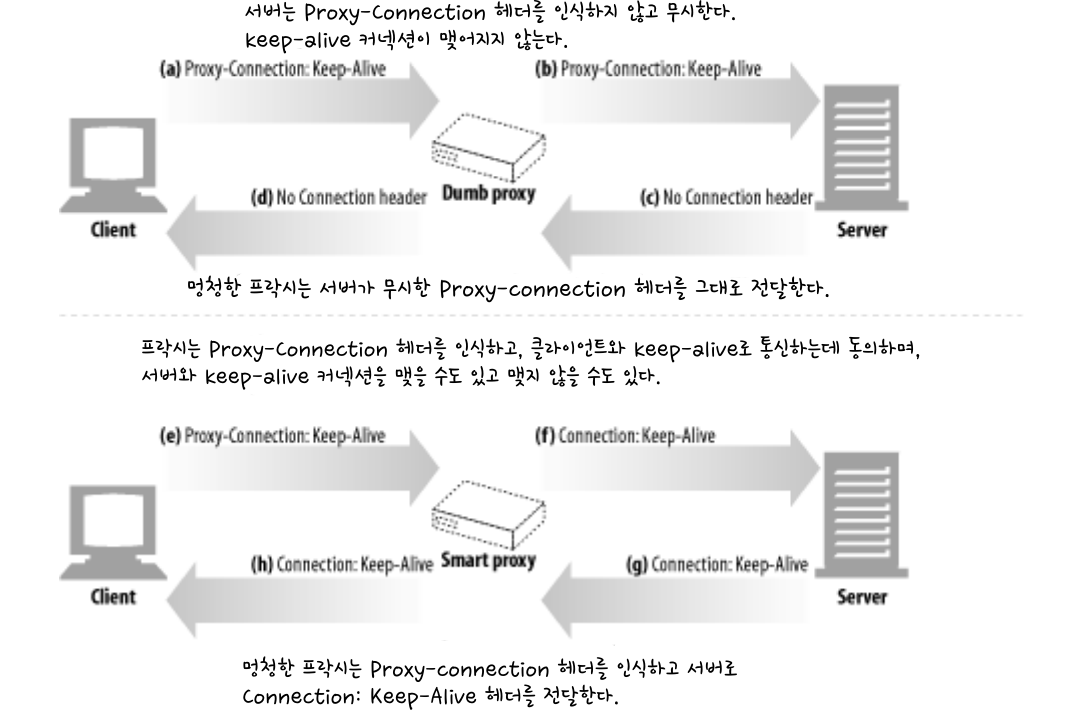 서버는 Proxy-Connection 헤더를 인식하지 않고 무시한다.
keep-alive 커넥션이 맺어지지 않는다.
(a) Proxy-Connection: Keep-Alive
(b) Proxy-Connection: Keep-Alive
(d) No Connection header
Dumb proxy
(c) No Connection header
Client
Server
멍청한 프락시는 서버가 무시한 Proxy-connection 헤더를 그대로 전달한다.
프락시는 Proxy-Connection 헤더를 인식하고, 클라이언트와 keep-alive로 통신하는데 동의하며,
서버와 keep-alive 커넥션을 맺을 수도 있고 맺지 않을 수도 있다.
(e) Proxy-Connection: Keep-Alive
(f) Connection: Keep-Alive
(h) Connection: Keep-Alive
Smart proxy
(g) Connection: Keep-Alive
Client
Server
멍청한 프락시는 Proxy-connection 헤더를 인식하고 서버로
Connection: Keep-Alive 헤더를 전달한다.